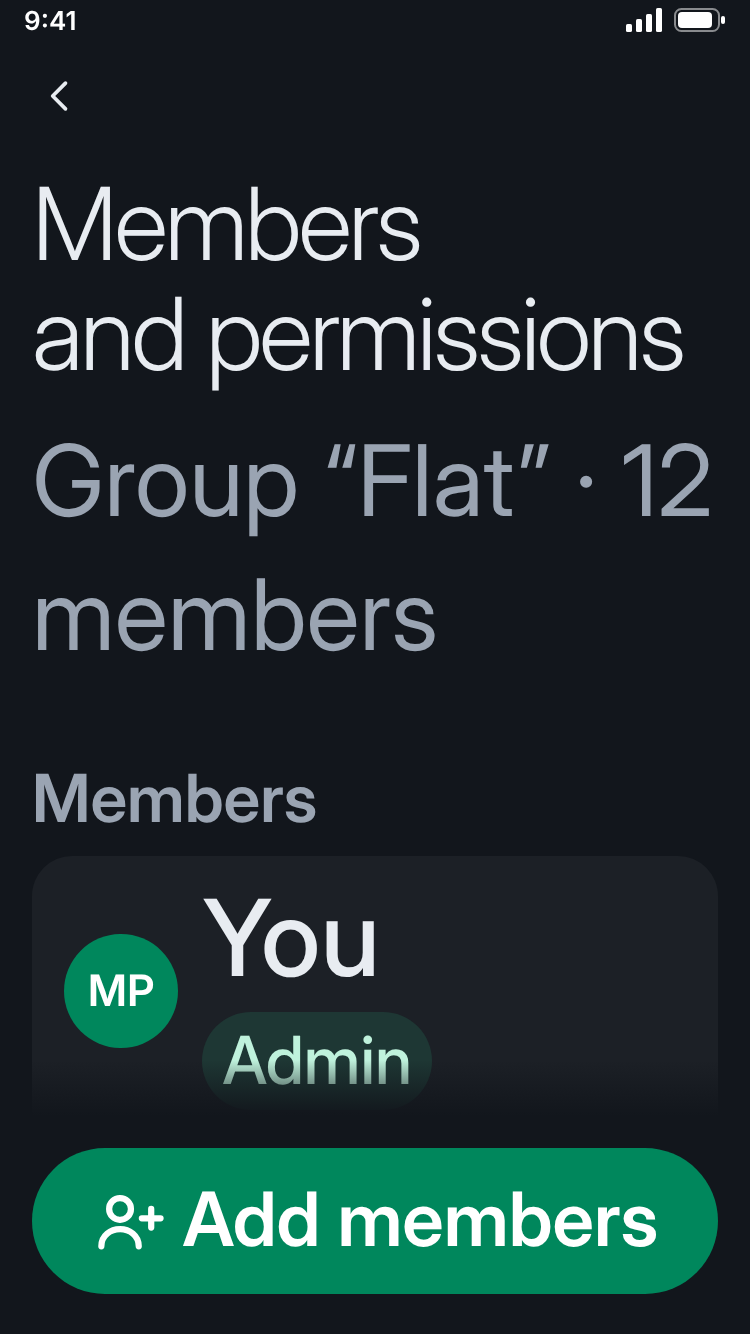 9:41
Members
and permissions
Group “Flat” · 12
members
Members
MP
You
Admin
Add members